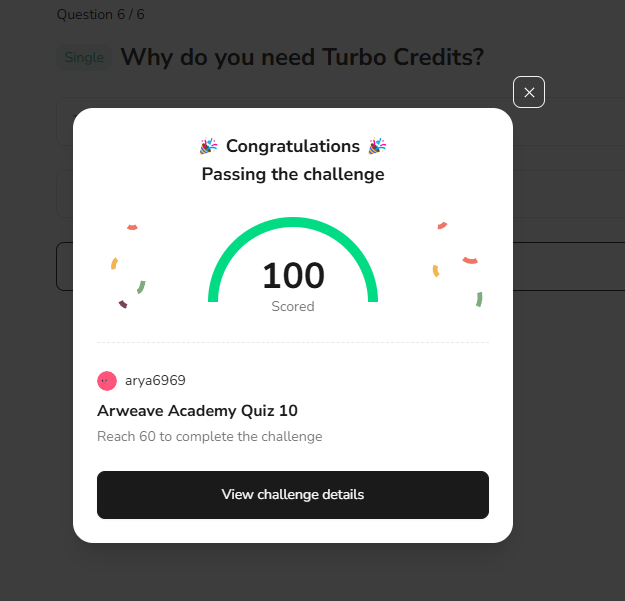 Question 6 / 6
Single Why do you need Turbo Credits?
Congratulations
Passing the challenge
100
Scored
arya6969
Arweave Academy Quiz 10
Reach 60 to complete the challenge
View challenge details